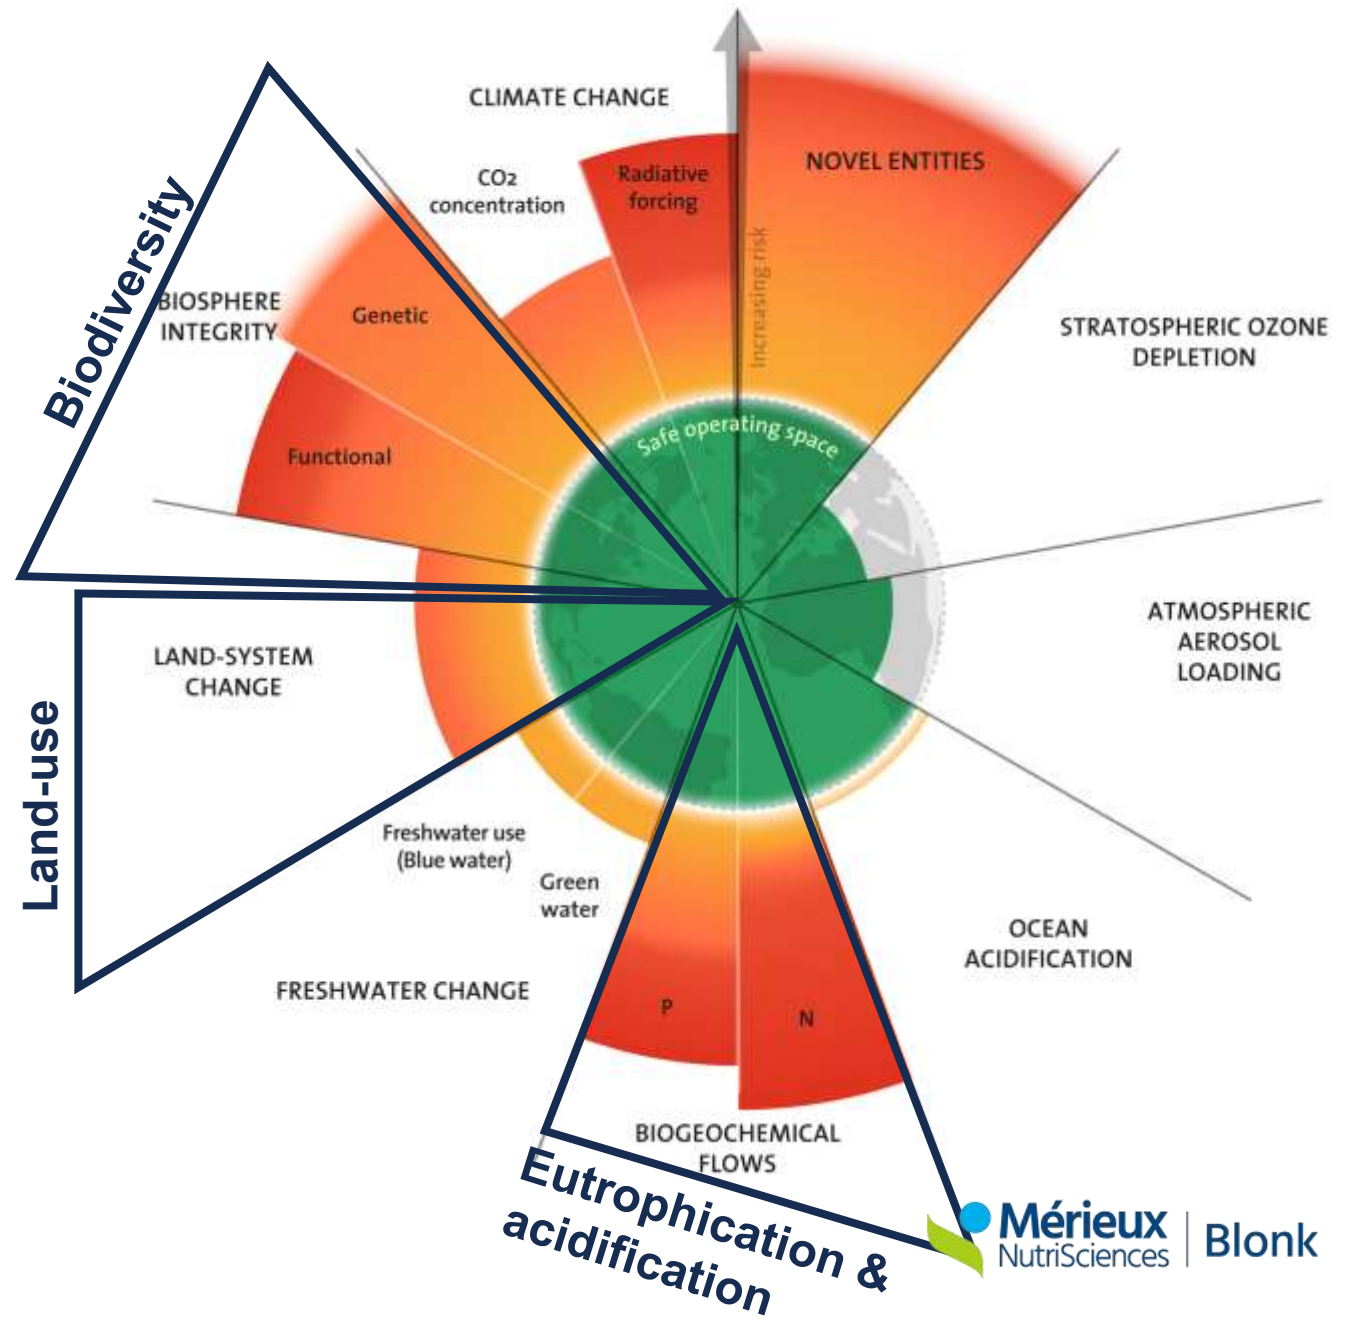 CLIMATE CHANGE
CO2
concentration
Radiative
forcing
NOVEL ENTITIES
Increasing risk
STRATOSPHERIC OZONE
DEPLETION
Biodiversity
BIOSPHERE
INTEGRITY
Genetic
Functional
Safe operating space
ATMOSPHERIC
AEROSOL
LOADING
LAND-SYSTEM
CHANGE
Land-use
Freshwater use
(Blue water)
Green
water
FRESHWATER CHANGE
OCEAN
ACIDIFICATION
P
N
BIOGEOCHEMICAL
FLOWS
Eutrophication &
acidification
Mérieux
NutriSciences
Blonk